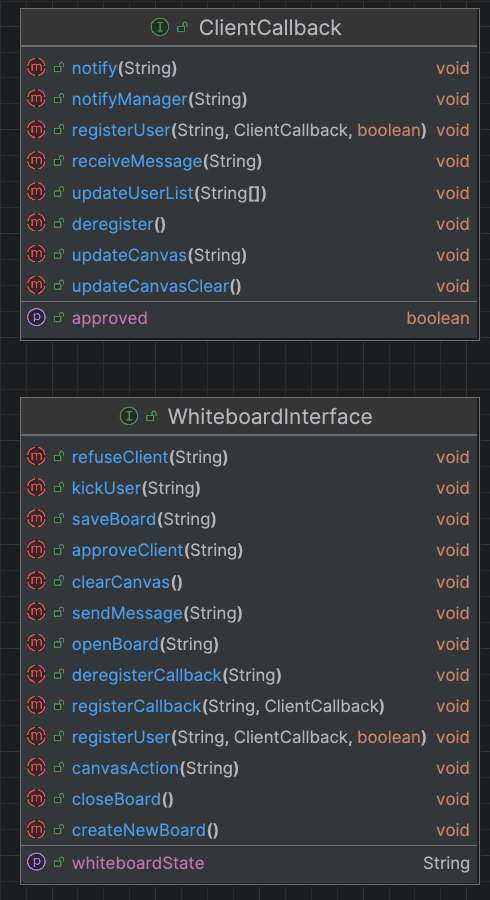 ClientCallback
notify(String) void
notifyManager(String) void
registerUser(String, ClientCallback, boolean) void
receiveMessage(String) void
updateUserList(String[]) void
deregister() void
updateCanvas(String) void
updateCanvasClear() void
approved boolean
WhiteboardInterface
refuseClient(String) void
kickUser(String) void
saveBoard(String) void
approveClient(String) void
clearCanvas() void
sendMessage(String) void
openBoard(String) void
deregisterCallback(String) void
registerCallback(String, ClientCallback) void
registerUser(String, ClientCallback, boolean) void
canvasAction(String) void
closeBoard() void
createNewBoard() void
whiteboardState String